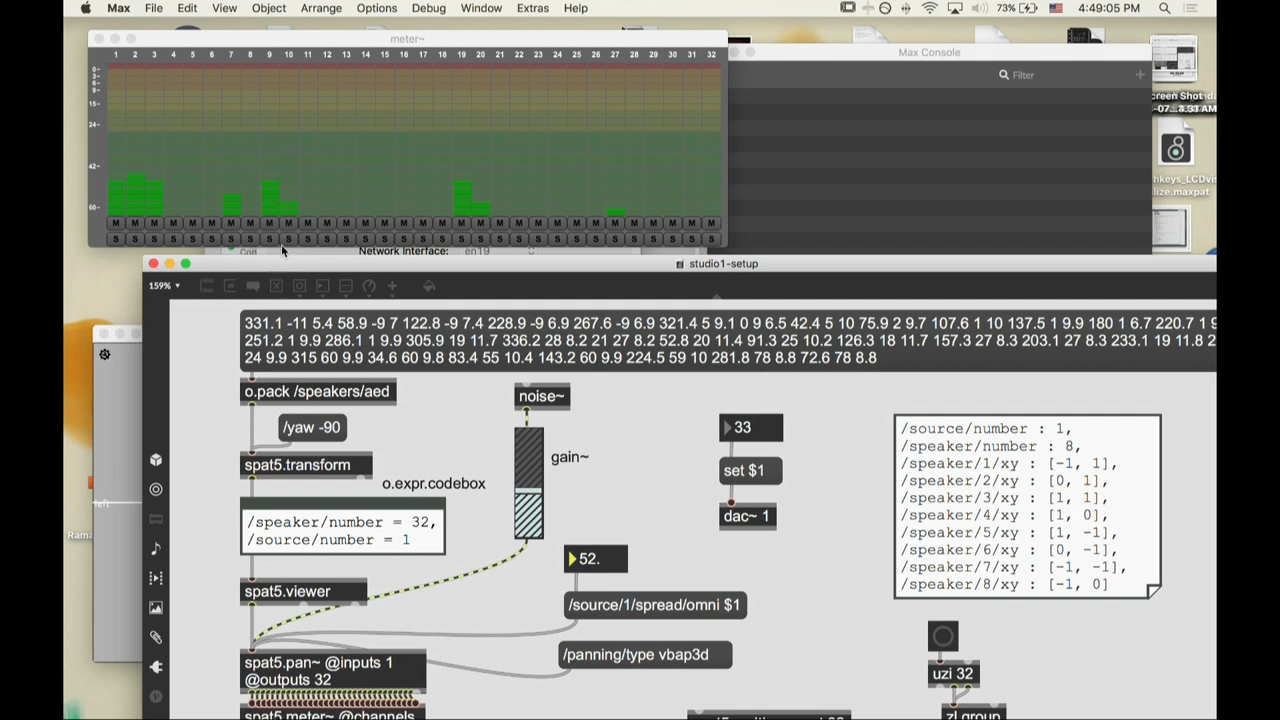 Max File Edit View Object Arrange Options Debug Window Extras Help 73% 4:49:05 PM
meter~
1 2 3 4 5 6 7 8 9 10 11 12 13 14 15 16 17 18 19 20 21 22 23 24 25 26 27 28 29 30 31 32
0-
3-
6-
9-
15-
24-
42-
60-
M M M M M M M M M M M M M M M M M M M M M M M M M M M M M M M M
S S S S S S S S S S S S S S S S S S S S S S S S S S S S S S S S
Max Console
Filter
Network Interface: en19
studio1-setup
159%
331.1 -11 5.4 58.9 -9 7 122.8 -9 7.4 228.9 -9 6.9 267.6 -9 6.9 321.4 5 9.1 0 9 6.5 42.4 5 10 75.9 2 9.7 107.6 1 10 137.5 1 9.9 180 1 6.7 220.7 1 9
251.2 1 9.9 286.1 1 9.9 305.9 19 11.7 336.2 28 8.2 21 27 8.2 52.8 20 11.4 91.3 25 10.2 126.3 18 11.7 157.3 27 8.3 203.1 27 8.3 233.1 19 11.8 2
24 9.9 315 60 9.9 34.6 60 9.8 83.4 55 10.4 143.2 60 9.9 224.5 59 10 281.8 78 8.8 72.6 78 8.8
o.pack /speakers/aed
/yaw -90
spat5.transform
o.expr.codebox
/speaker/number = 32,
/source/number = 1
spat5.viewer
spat5.pan~ @inputs 1
@outputs 32
spat5.meter~ @channels
noise~
gain~
52.
/source/1/spread/omni $1
/panning/type vbap3d
33
set $1
dac~ 1
/source/number : 1,
/speaker/number : 8,
/speaker/1/xy : [-1, 1],
/speaker/2/xy : [0, 1],
/speaker/3/xy : [1, 1],
/speaker/4/xy : [1, 0],
/speaker/5/xy : [1, -1],
/speaker/6/xy : [0, -1],
/speaker/7/xy : [-1, -1],
/speaker/8/xy : [-1, 0]
uzi 32
zl group
left